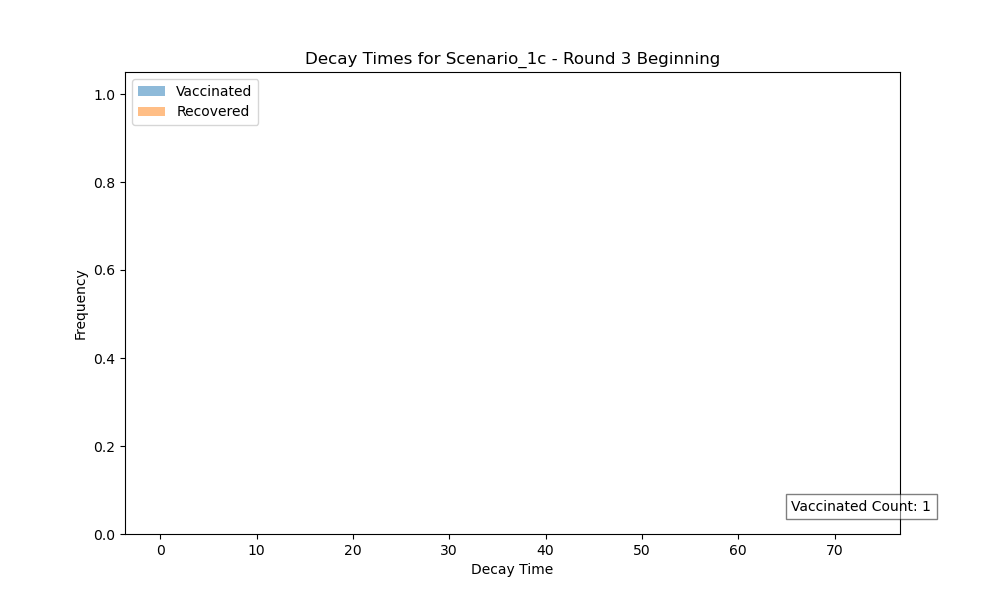 Decay Times for Scenario_1c - Round 3 Beginning
Vaccinated
Recovered
1.0
0.8
0.6
0.4
0.2
0.0
Frequency
Vaccinated Count: 1
0 10 20 30 40 50 60 70
Decay Time